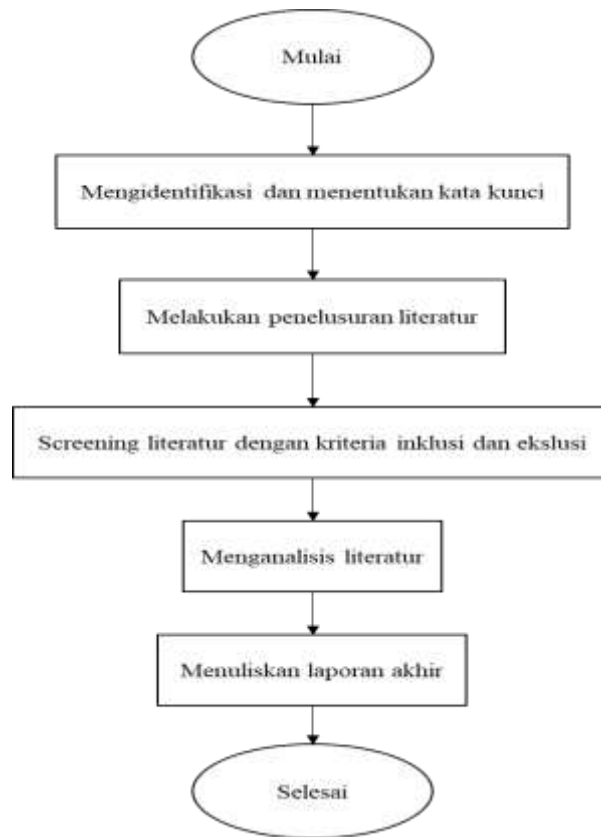 Mulai
Mengidentifikasi dan menentukan kata kunci
Melakukan penelusuran literatur
Screening literatur dengan kriteria inklusi dan ekslusi
Menganalisis literatur
Menuliskan laporan akhir
Selesai